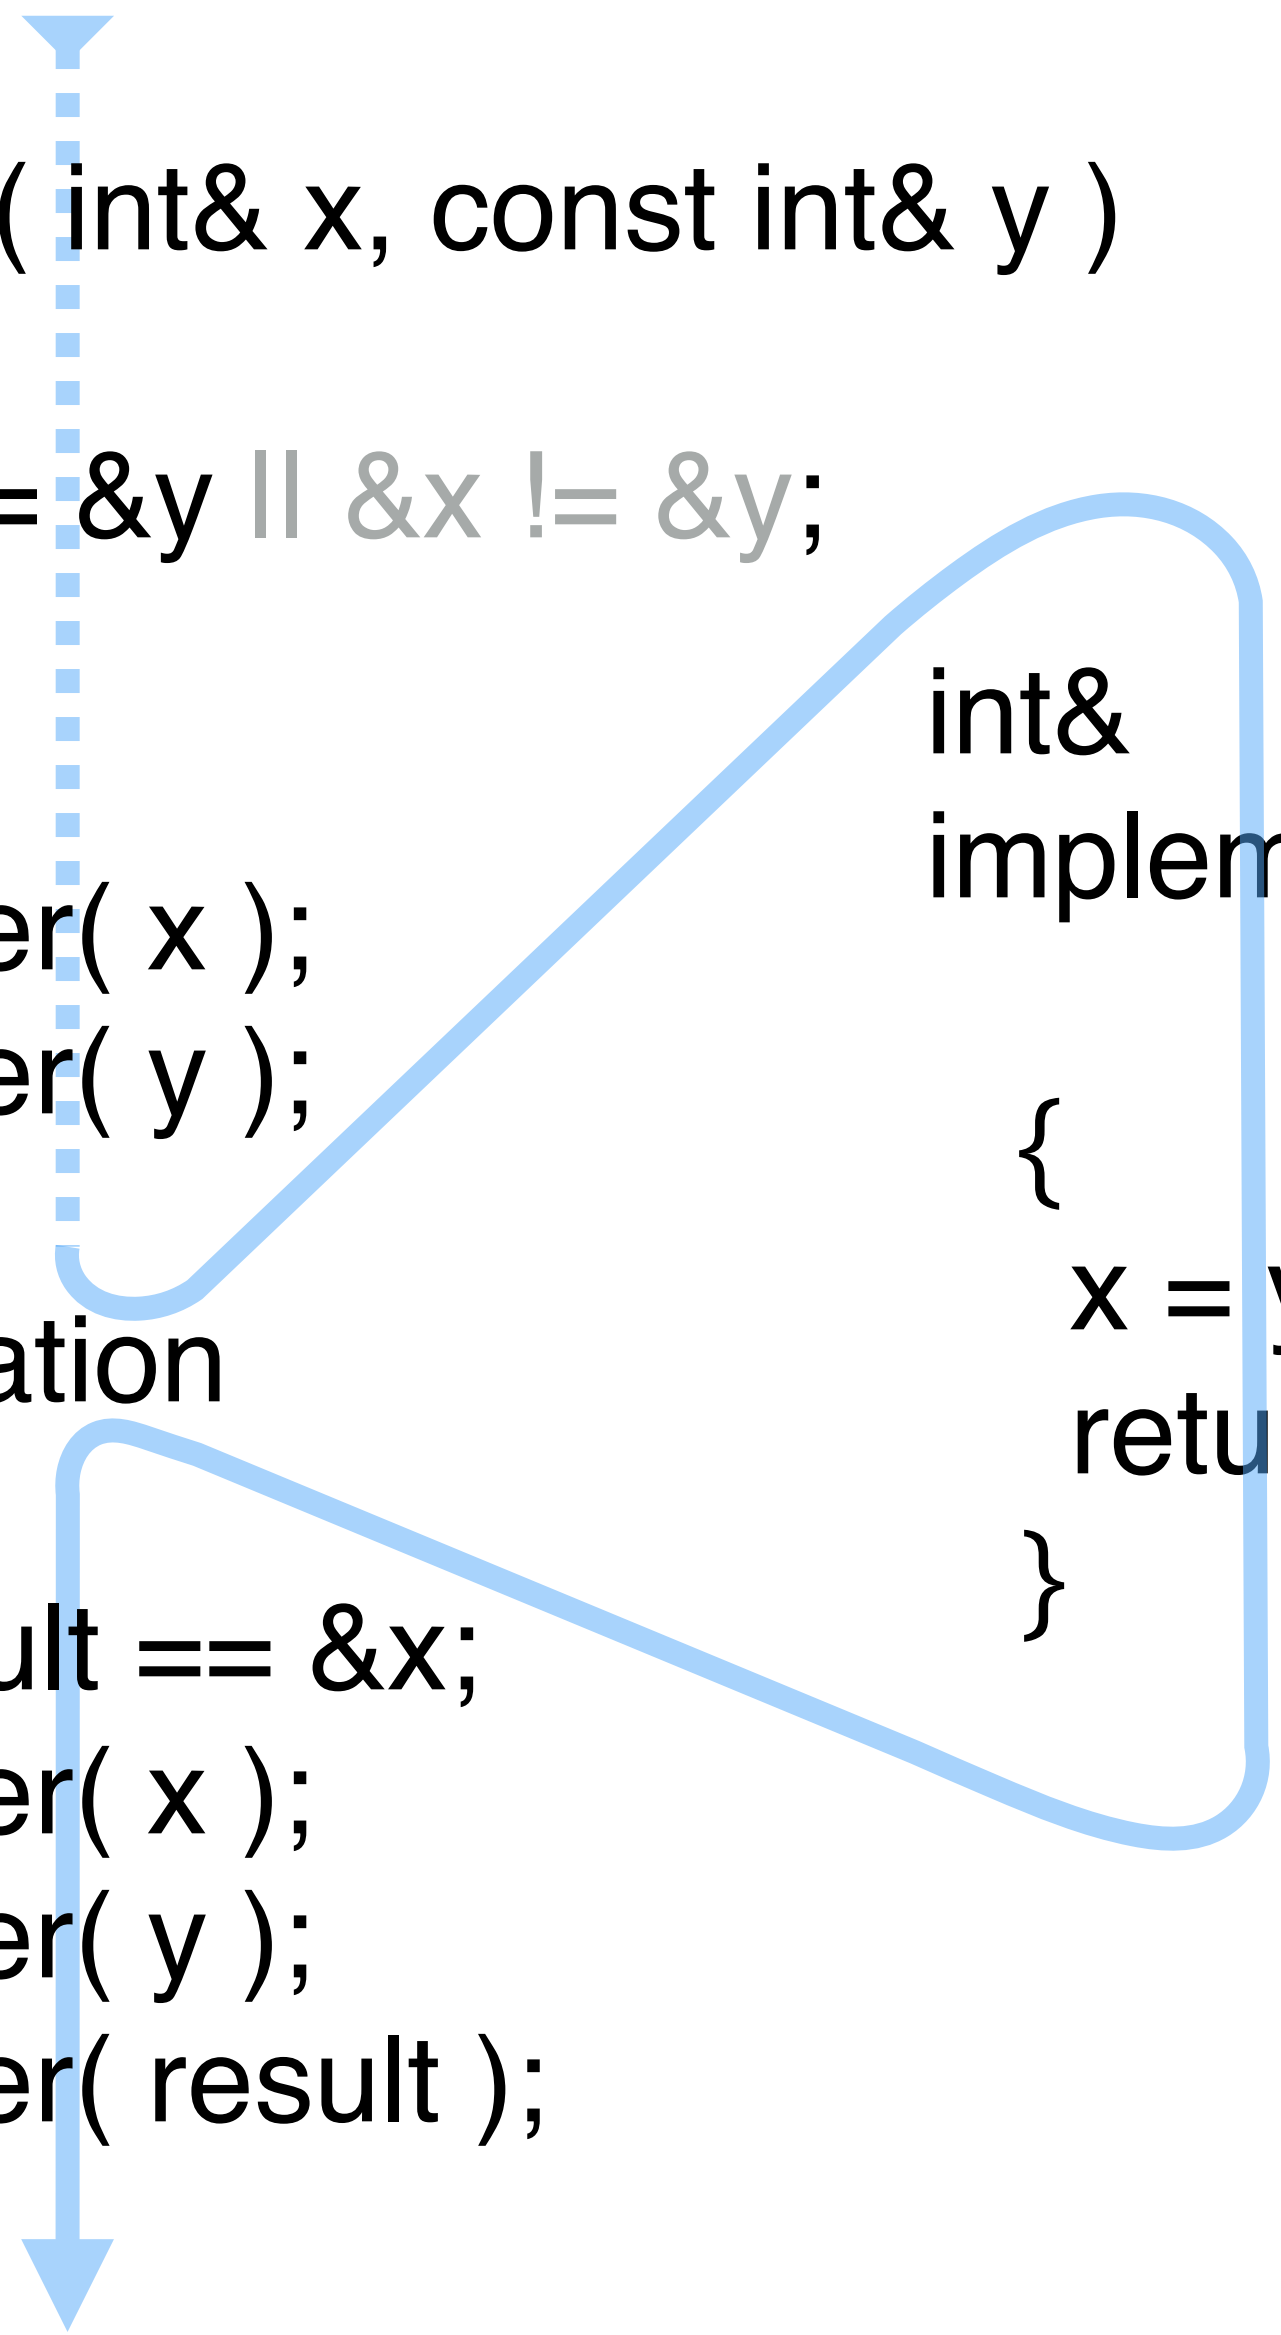 ( int& x, const int& y )
= &y || &x != &y;
int&
implem
er( x );
er( y );
{
x = y
ation
retu
}
ult == &x;
er( x );
er( y );
er( result );